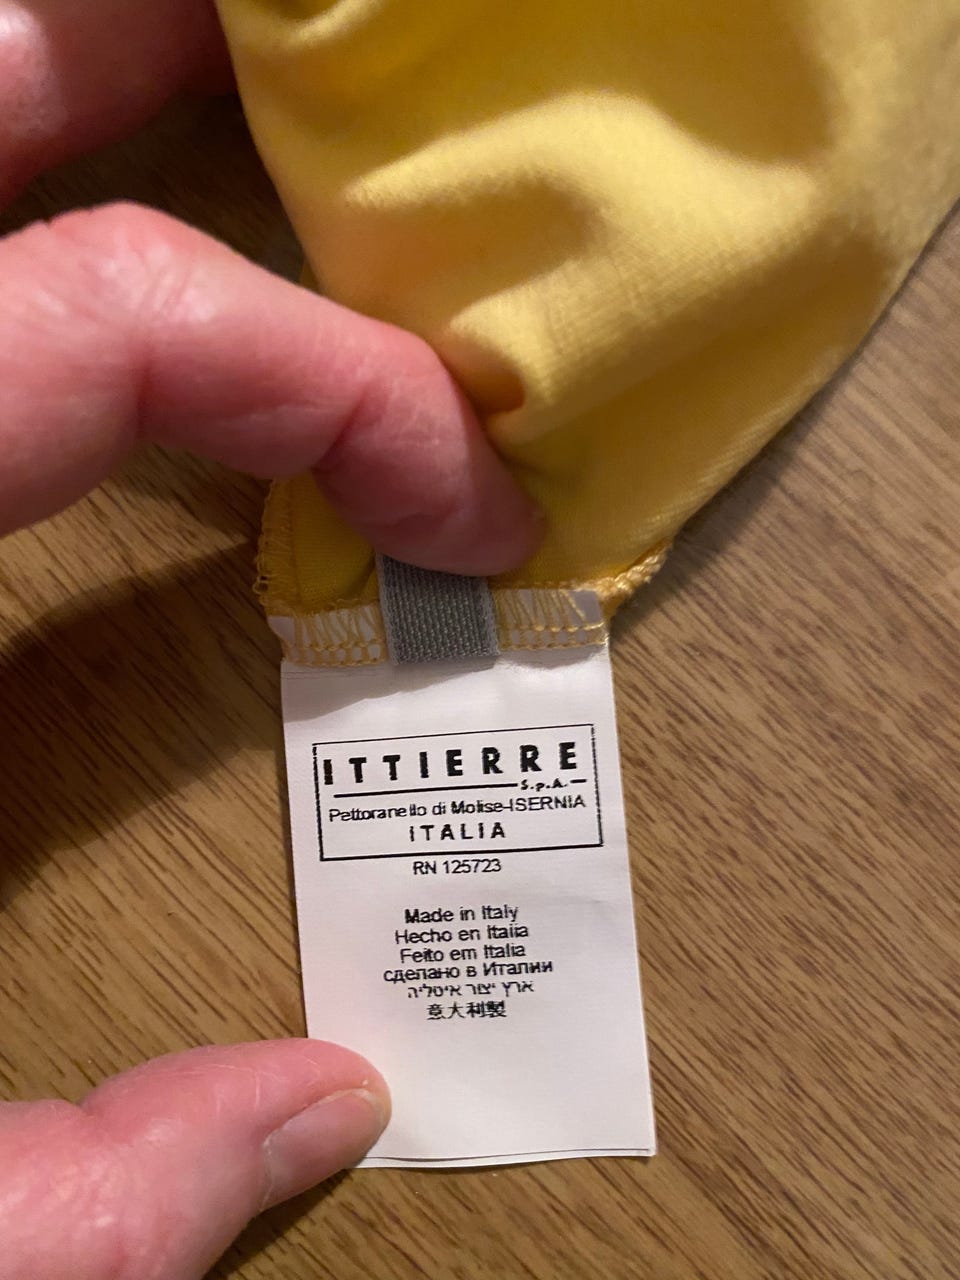 ITTIERRE
S.p.A.
Pettoranello di Molise-ISERNIA
ITALIA
RN 125723
Made in Italy
Hecho en Italia
Feito em Italia
сделано в Италии
ארץ יצור איטליה
意大利製